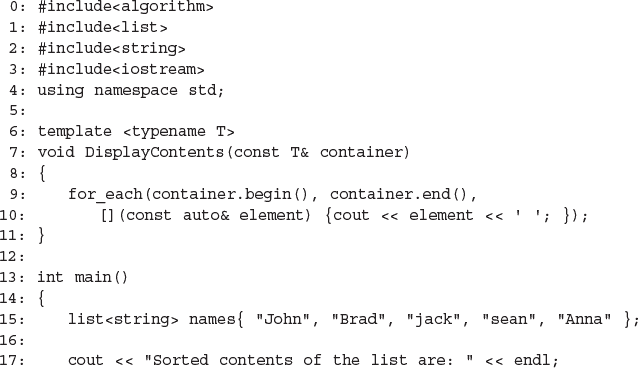 0: #include<algorithm>
1: #include<list>
2: #include<string>
3: #include<iostream>
4: using namespace std;
5:
6: template <typename T>
7: void DisplayContents(const T& container)
8: {
9:    for_each(container.begin(), container.end(),
10:       [](const auto& element) {cout << element << ' '; });
11: }
12:
13: int main()
14: {
15:    list<string> names{ "John", "Brad", "jack", "sean", "Anna" };
16:
17:    cout << "Sorted contents of the list are: " << endl;